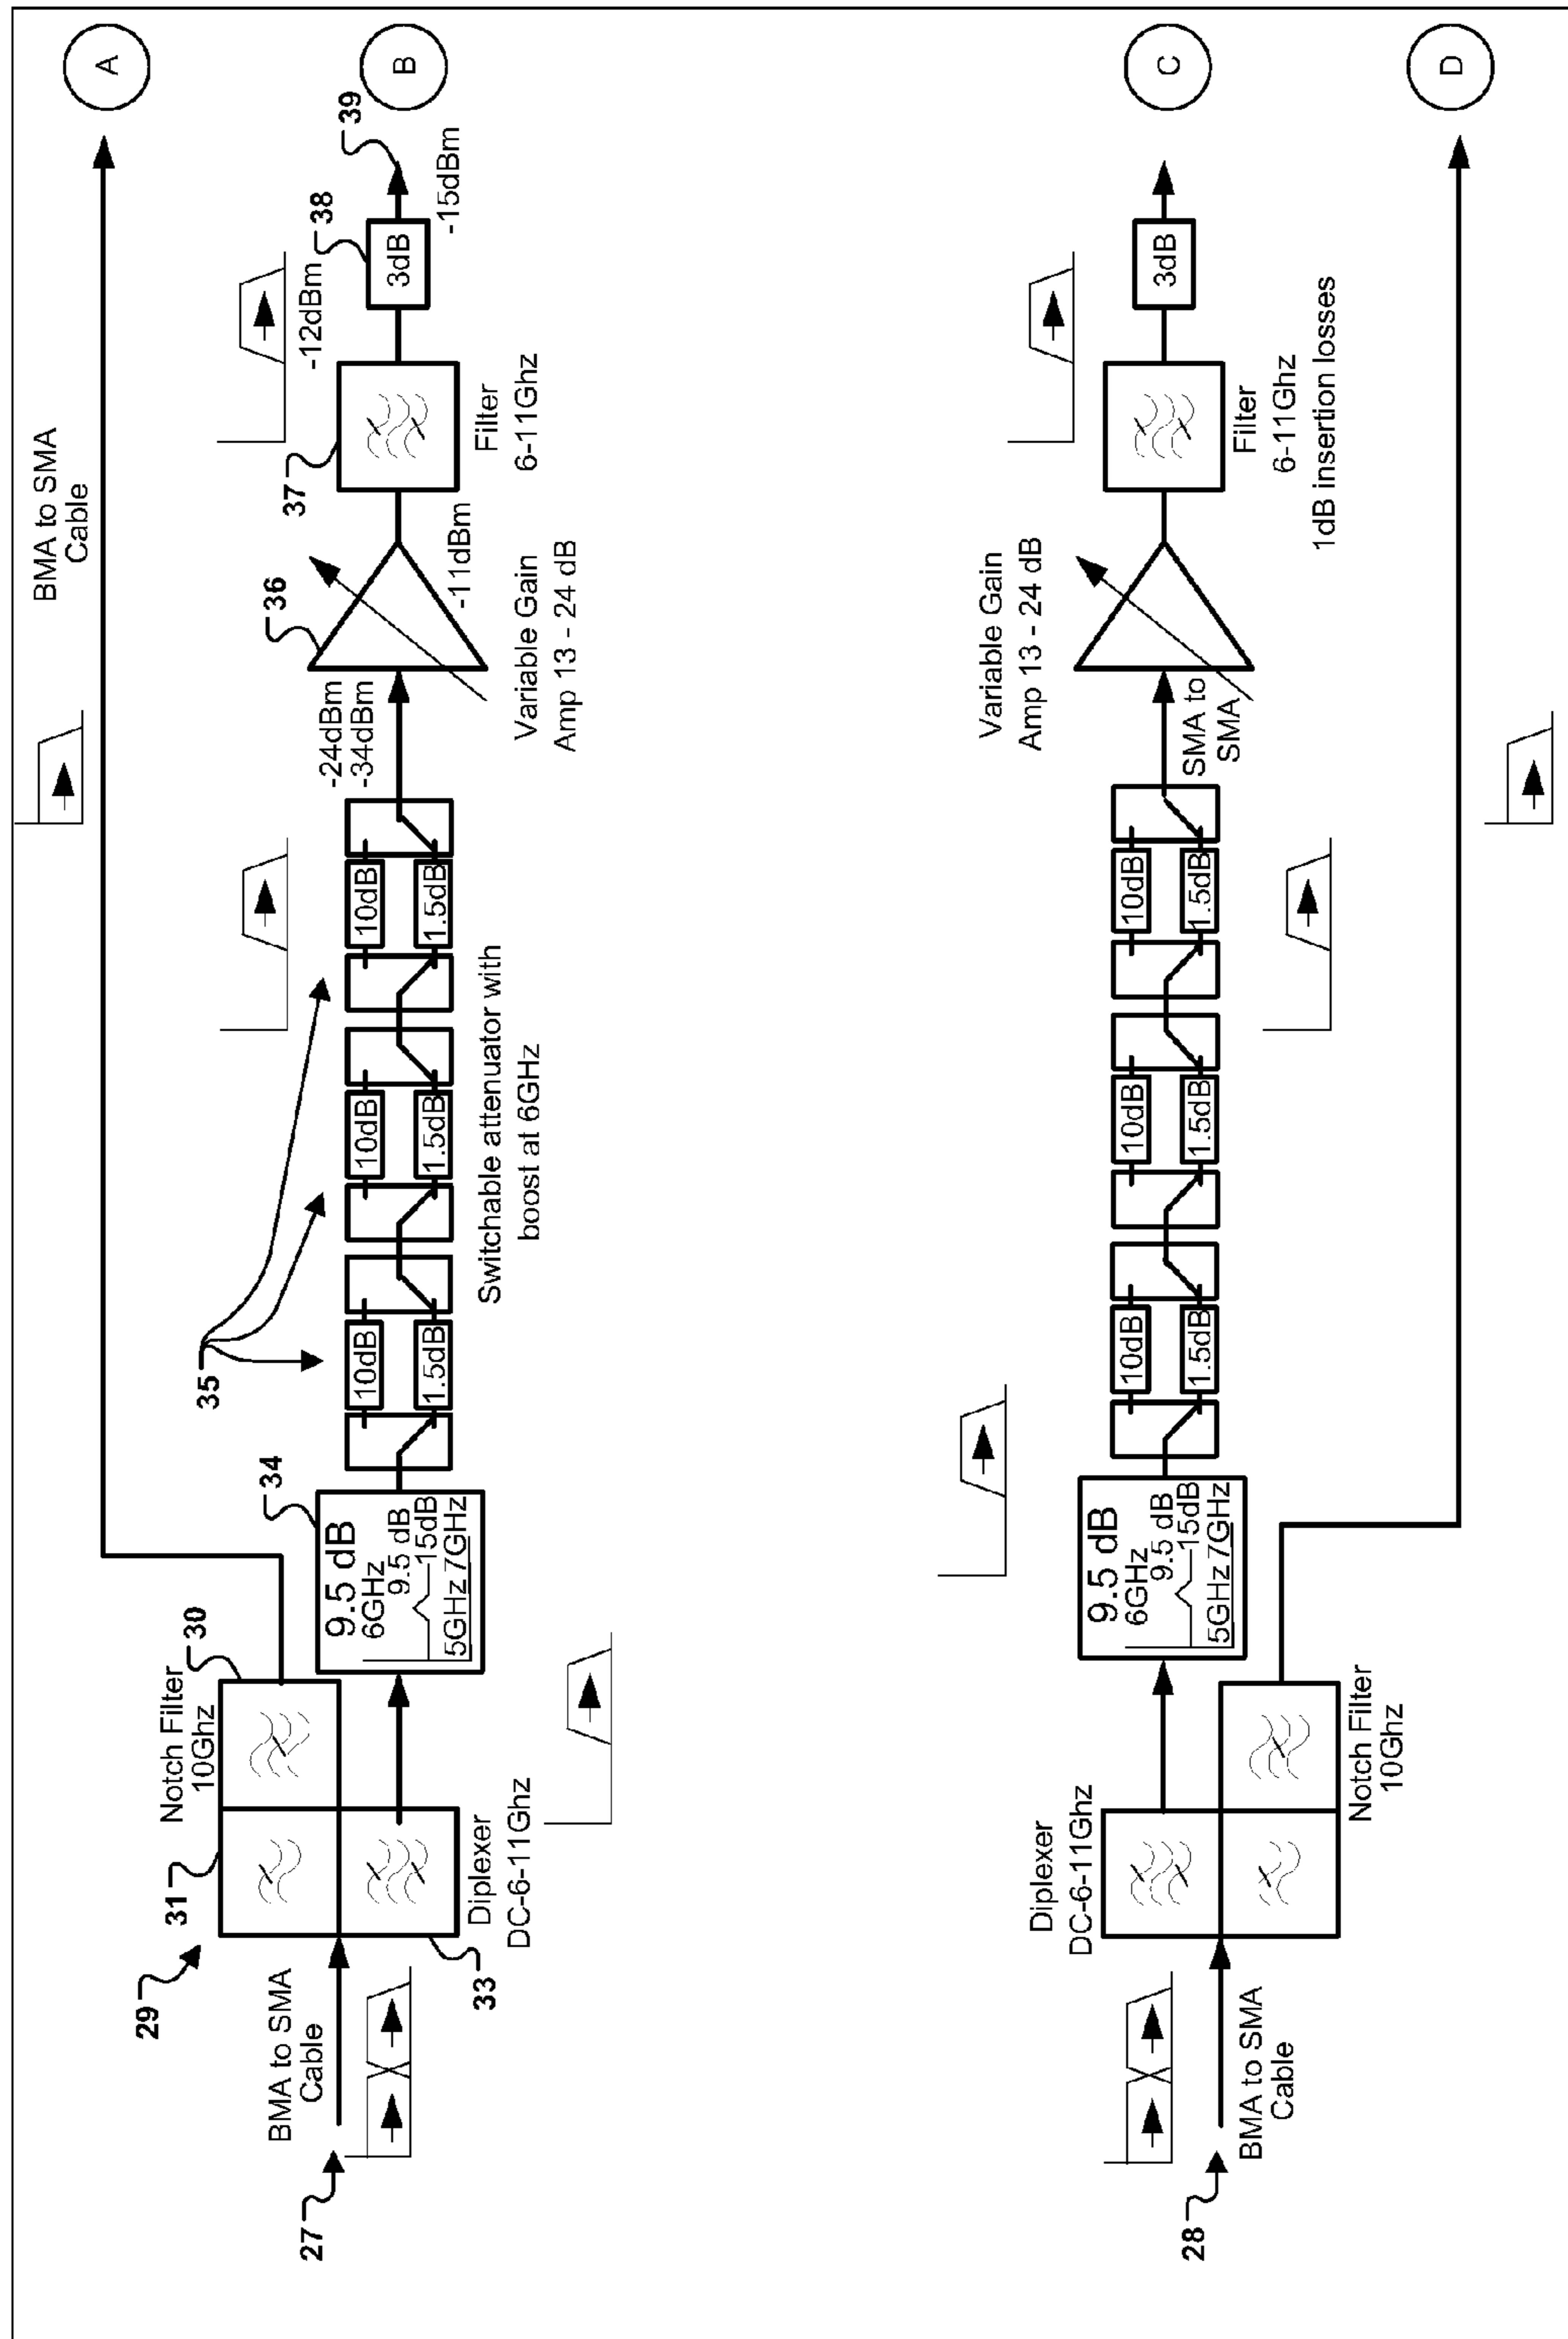 A
BMA to SMA
Cable
B
39
-15dBm
38
3dB
-12dBm
37
Filter
6-11Ghz
-11dBm
36
Variable Gain
Amp 13 - 24 dB
-24dBm
-34dBm
10dB
1.5dB
10dB
1.5dB
10dB
1.5dB
Switchable attenuator with
boost at 6GHz
35
34
9.5 dB
6GHz
9.5 dB
15dB
5GHz 7GHz
30
Notch Filter
10Ghz
31
29
33
Diplexer
DC-6-11Ghz
BMA to SMA
Cable
27
C
3dB
Filter
6-11Ghz
1dB insertion losses
Variable Gain
Amp 13 - 24 dB
SMA to
SMA
10dB
1.5dB
10dB
1.5dB
10dB
1.5dB
9.5 dB
6GHz
9.5 dB
15dB
5GHz 7GHz
Diplexer
DC-6-11Ghz
Notch Filter
10Ghz
BMA to SMA
Cable
28
D